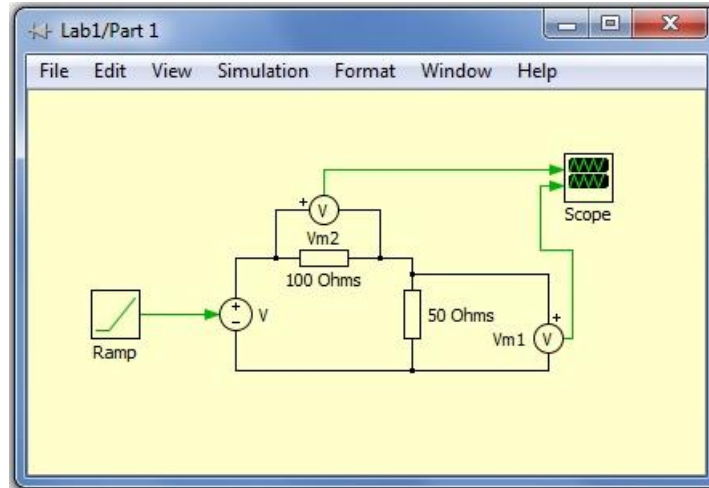 Lab1/Part 1
File Edit View Simulation Format Window Help
Scope
+
V
Vm2
100 Ohms
+
-
V
50 Ohms
+
Vm1
V
Ramp